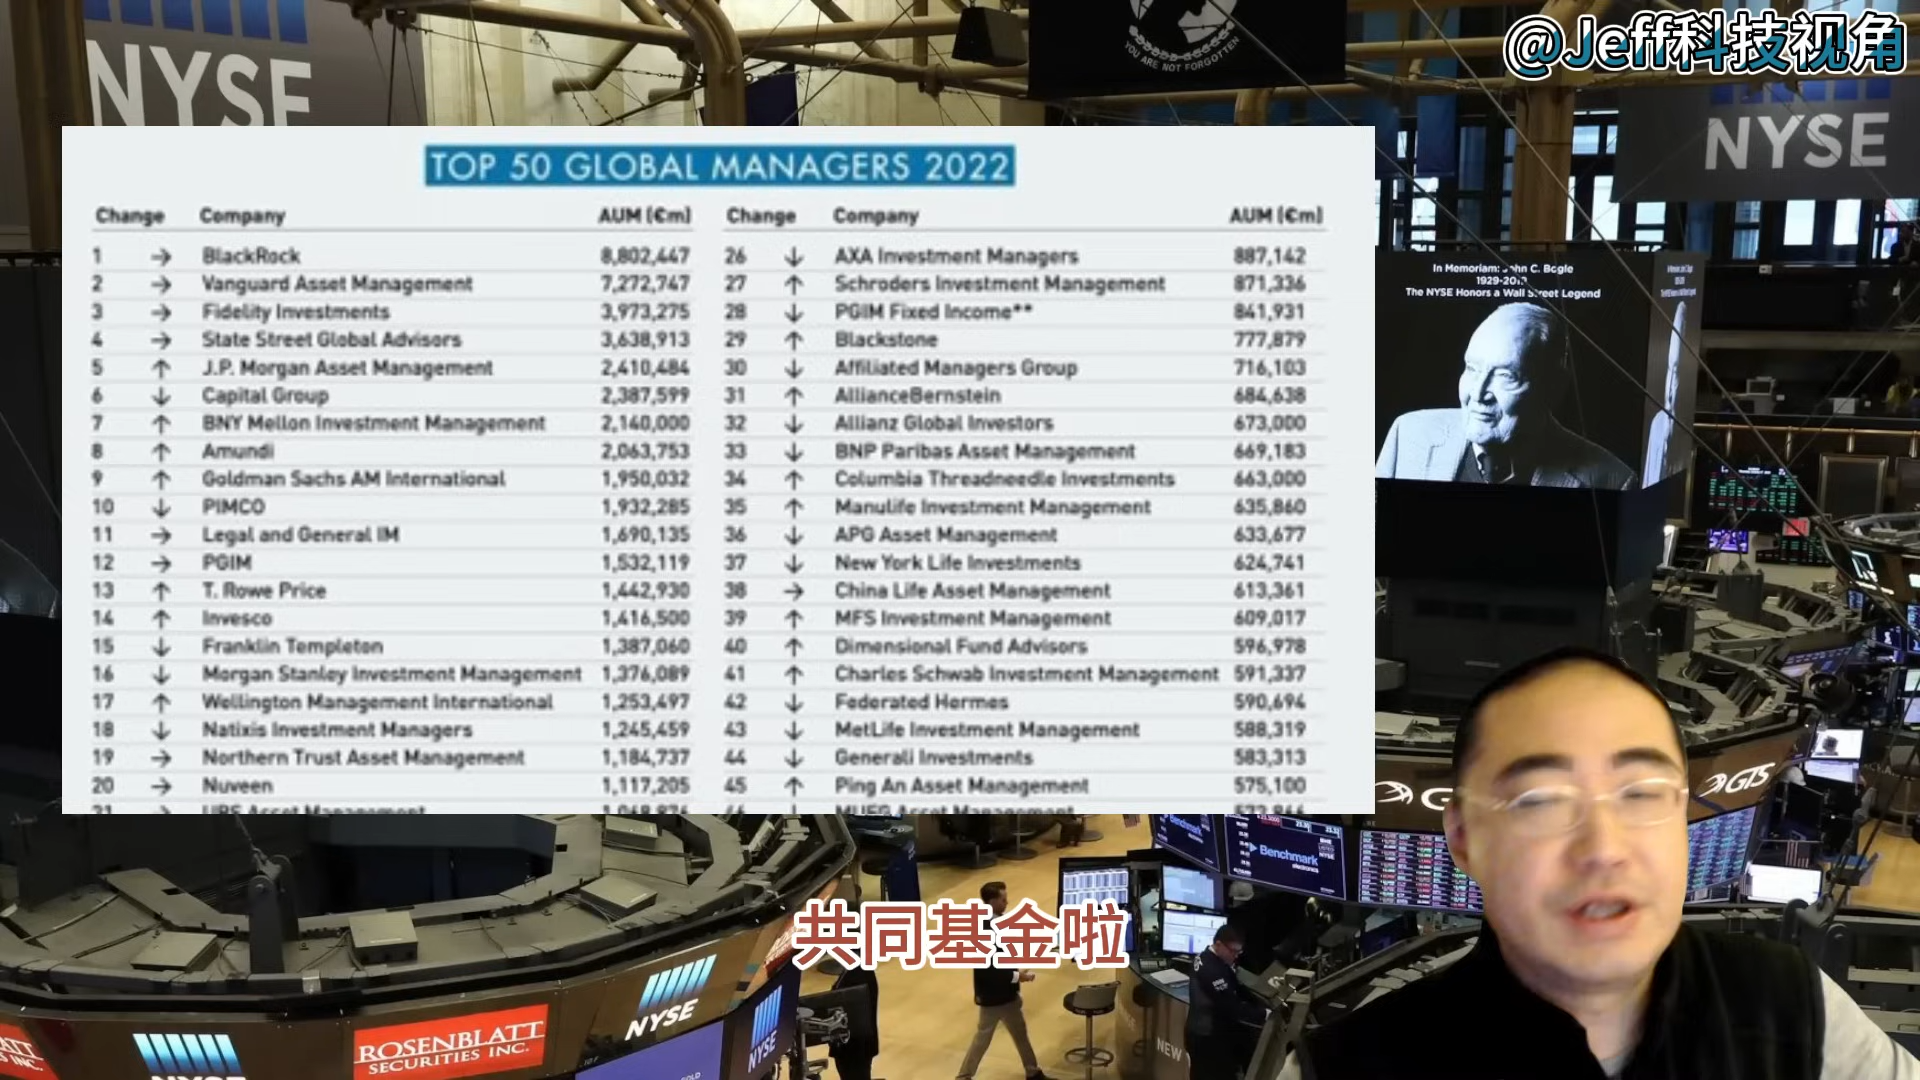 @Jeff科技视角
NYSE
YOU ARE NOT FORGOTTEN
NYSE
TOP 50 GLOBAL MANAGERS 2022
Change Company AUM (€m) Change Company AUM (€m)
1 → BlackRock 8,802,447 26 ↓ AXA Investment Managers 887,142
2 → Vanguard Asset Management 7,272,747 27 ↑ Schroders Investment Management 871,336
3 → Fidelity Investments 3,973,275 28 ↓ PGIM Fixed Income** 841,931
4 → State Street Global Advisors 3,638,913 29 ↑ Blackstone 777,879
5 ↑ J.P. Morgan Asset Management 2,410,484 30 ↓ Affiliated Managers Group 716,103
6 ↓ Capital Group 2,387,599 31 ↑ AllianceBernstein 684,638
7 ↑ BNY Mellon Investment Management 2,140,000 32 ↓ Allianz Global Investors 673,000
8 ↑ Amundi 2,063,753 33 ↓ BNP Paribas Asset Management 669,183
9 ↑ Goldman Sachs AM International 1,950,032 34 ↑ Columbia Threadneedle Investments 663,000
10 ↓ PIMCO 1,932,285 35 ↑ Manulife Investment Management 635,860
11 → Legal and General IM 1,690,135 36 ↓ APG Asset Management 633,677
12 → PGIM 1,532,119 37 ↓ New York Life Investments 624,741
13 ↑ T. Rowe Price 1,442,930 38 → China Life Asset Management 613,361
14 ↑ Invesco 1,416,500 39 ↑ MFS Investment Management 609,017
15 ↓ Franklin Templeton 1,387,060 40 ↑ Dimensional Fund Advisors 596,978
16 ↓ Morgan Stanley Investment Management 1,376,089 41 ↑ Charles Schwab Investment Management 591,337
17 ↑ Wellington Management International 1,253,497 42 ↓ Federated Hermes 590,694
18 ↓ Natixis Investment Managers 1,245,459 43 ↓ MetLife Investment Management 588,319
19 → Northern Trust Asset Management 1,184,737 44 ↓ Generali Investments 583,313
20 → Nuveen 1,117,205 45 ↑ Ping An Asset Management 575,100
In Memoriam: John C. Bogle
The NYSE Honors a Wall Street Legend
GTS
Benchmark
electronics
共同基金啦
NYSE
NYSE
ROSENBLATT
SECURITIES INC.